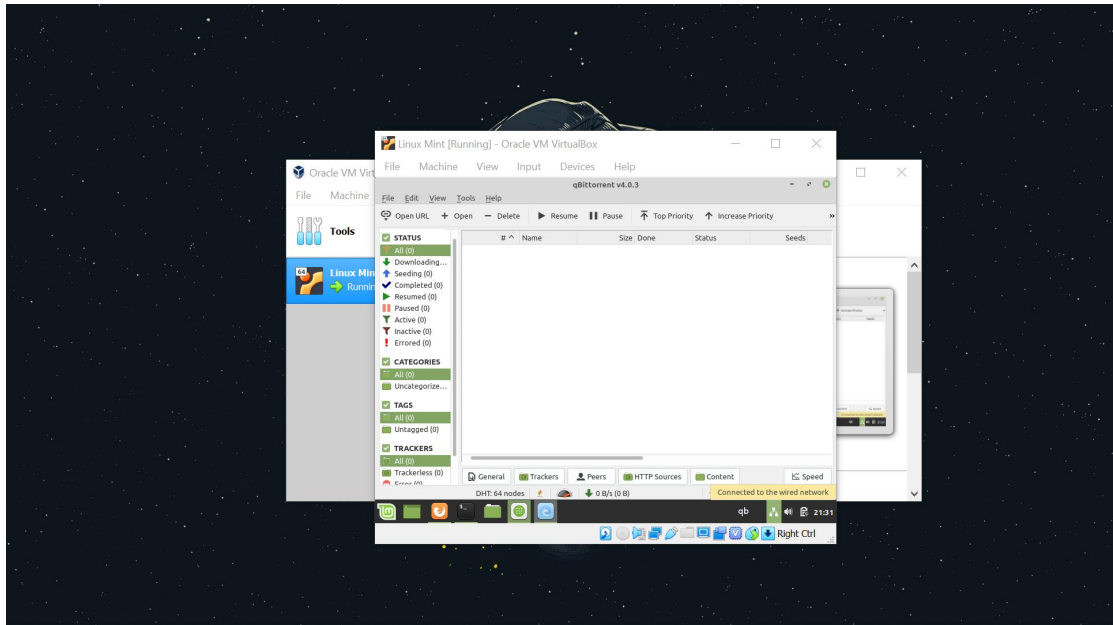 Linux Mint [Running] - Oracle VM VirtualBox
File Machine View Input Devices Help
qBittorrent v4.0.3
File Edit View Tools Help
Open URL Open Delete Resume Pause Top Priority Increase Priority »
STATUS
All (0)
Downloading...
Seeding (0)
Completed (0)
Resumed (0)
Paused (0)
Active (0)
Inactive (0)
Errored (0)
CATEGORIES
All (0)
Uncategorize...
TAGS
All (0)
Untagged (0)
TRACKERS
All (0)
Trackerless (0)
Error (0)
# Name Size Done Status Seeds
General Trackers Peers HTTP Sources Content Speed
DHT: 64 nodes 0 B/s (0 B) Connected to the wired network
qb 21:31
Right Ctrl
Oracle VM Virt
File Machine
Tools
64
Linux Min
Runnin